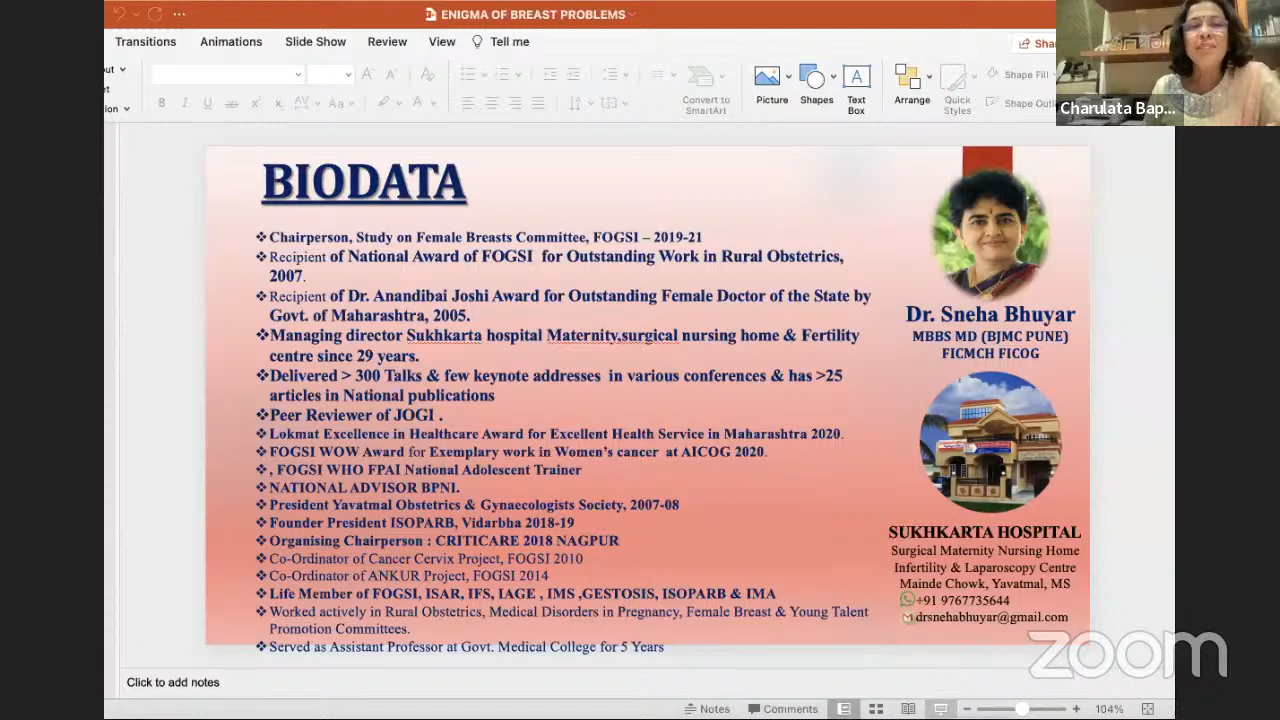 ENIGMA OF BREAST PROBLEMS
Transitions Animations Slide Show Review View Tell me
Convert to SmartArt
Picture
Shapes
Text Box
Arrange
Quick Styles
Shape Fill
Charulata Bap...
BIODATA
❖Chairperson, Study on Female Breasts Committee, FOGSI – 2019-21
❖Recipient of National Award of FOGSI for Outstanding Work in Rural Obstetrics,
2007.
❖Recipient of Dr. Anandibai Joshi Award for Outstanding Female Doctor of the State by
Govt. of Maharashtra, 2005.
❖Managing director Sukhkarta hospital Maternity,surgical nursing home & Fertility
centre since 29 years.
❖Delivered > 300 Talks & few keynote addresses in various conferences & has >25
articles in National publications
❖Peer Reviewer of JOGI .
❖Lokmat Excellence in Healthcare Award for Excellent Health Service in Maharashtra 2020.
❖FOGSI WOW Award for Exemplary work in Women's cancer at AICOG 2020.
❖, FOGSI WHO FPAI National Adolescent Trainer
❖NATIONAL ADVISOR BPNI.
❖President Yavatmal Obstetrics & Gynaecologists Society, 2007-08
❖Founder President ISOPARB, Vidarbha 2018-19
❖Organising Chairperson : CRITICARE 2018 NAGPUR
❖Co-Ordinator of Cancer Cervix Project, FOGSI 2010
❖Co-Ordinator of ANKUR Project, FOGSI 2014
❖Life Member of FOGSI, ISAR, IFS, IAGE , IMS ,GESTOSIS, ISOPARB & IMA
❖Worked actively in Rural Obstetrics, Medical Disorders in Pregnancy, Female Breast & Young Talent
Promotion Committees.
❖Served as Assistant Professor at Govt. Medical College for 5 Years
Dr. Sneha Bhuyar
MBBS MD (BJMC PUNE)
FICMCH FICOG
SUKHKARTA HOSPITAL
Surgical Maternity Nursing Home
Infertility & Laparoscopy Centre
Mainde Chowk, Yavatmal, MS
+91 9767735644
drsnehabhuyar@gmail.com
zoom
Click to add notes
Notes Comments 104%